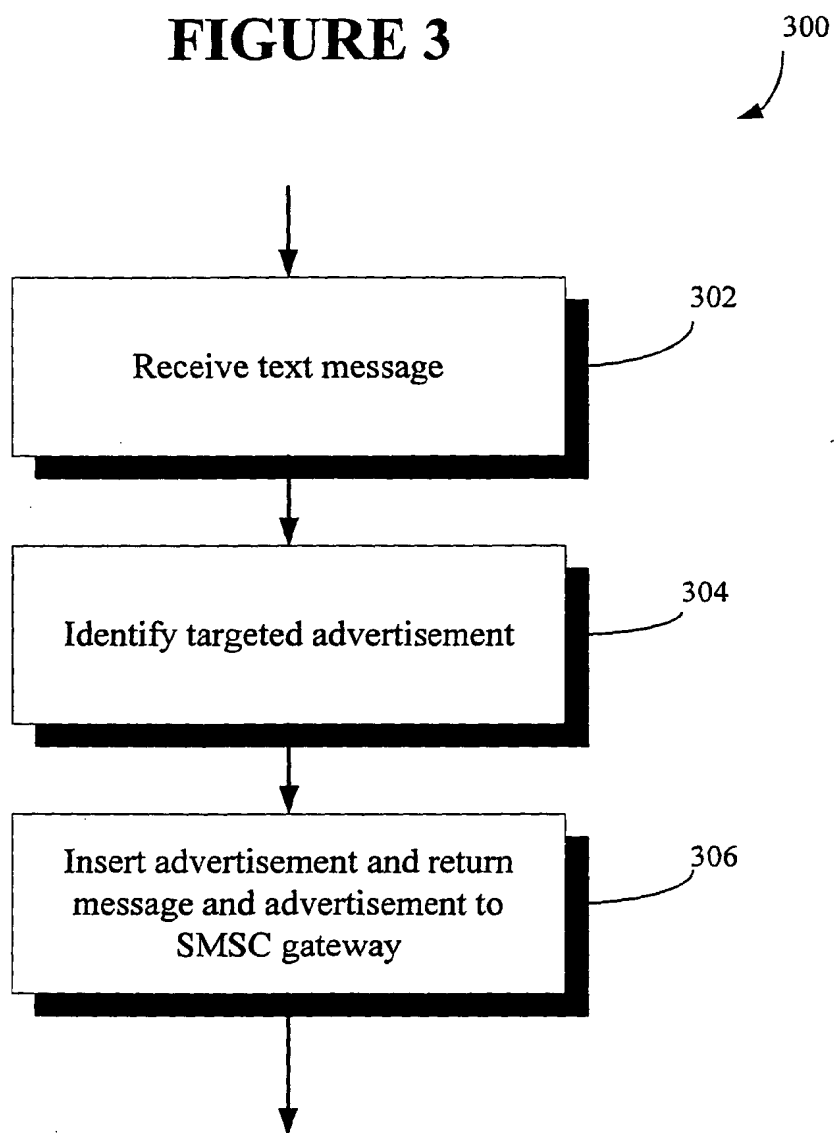 FIGURE 3
300
Receive text message
302
Identify targeted advertisement
304
Insert advertisement and return
message and advertisement to
SMSC gateway
306